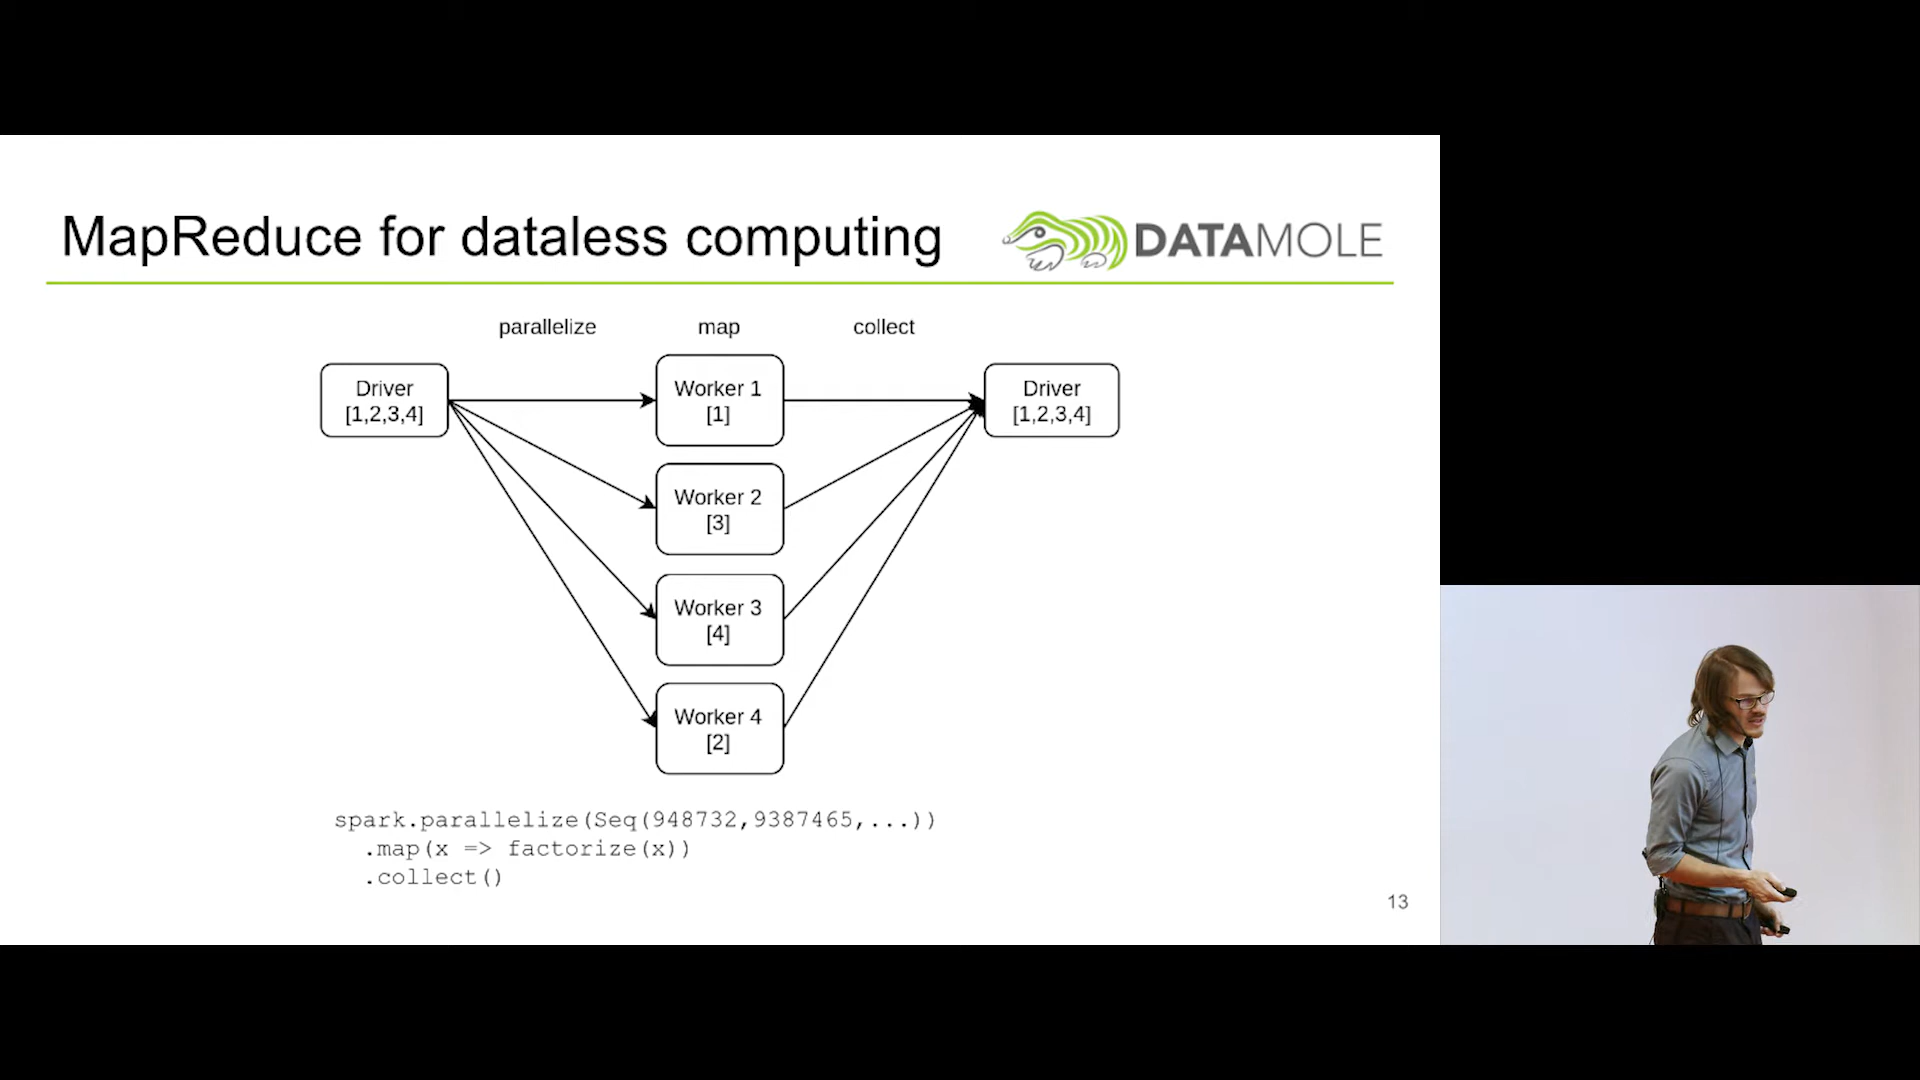 MapReduce for dataless computing
DATAMOLE
parallelize
map
collect
Driver
[1,2,3,4]
Worker 1
[1]
Driver
[1,2,3,4]
Worker 2
[3]
Worker 3
[4]
Worker 4
[2]
spark.parallelize(Seq(948732,9387465,...))
.map(x => factorize(x))
.collect()
13